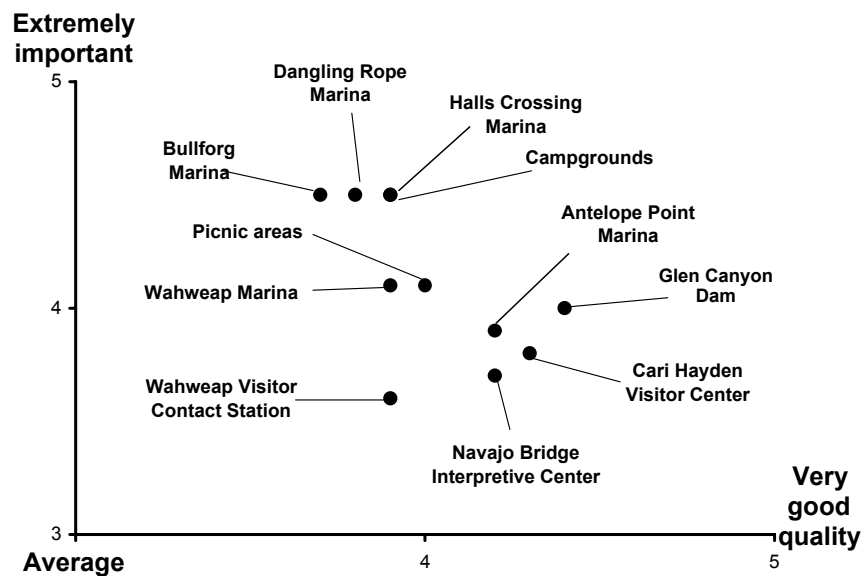 Extremely
important
5
Dangling Rope
Marina
Halls Crossing
Marina
Bullforg
Marina
Campgrounds
Picnic areas
Antelope Point
Marina
Wahweap Marina
Glen Canyon
Dam
4
Wahweap Visitor
Contact Station
Cari Hayden
Visitor Center
Navajo Bridge
Interpretive Center
Very
good
quality
3
Average
4
5